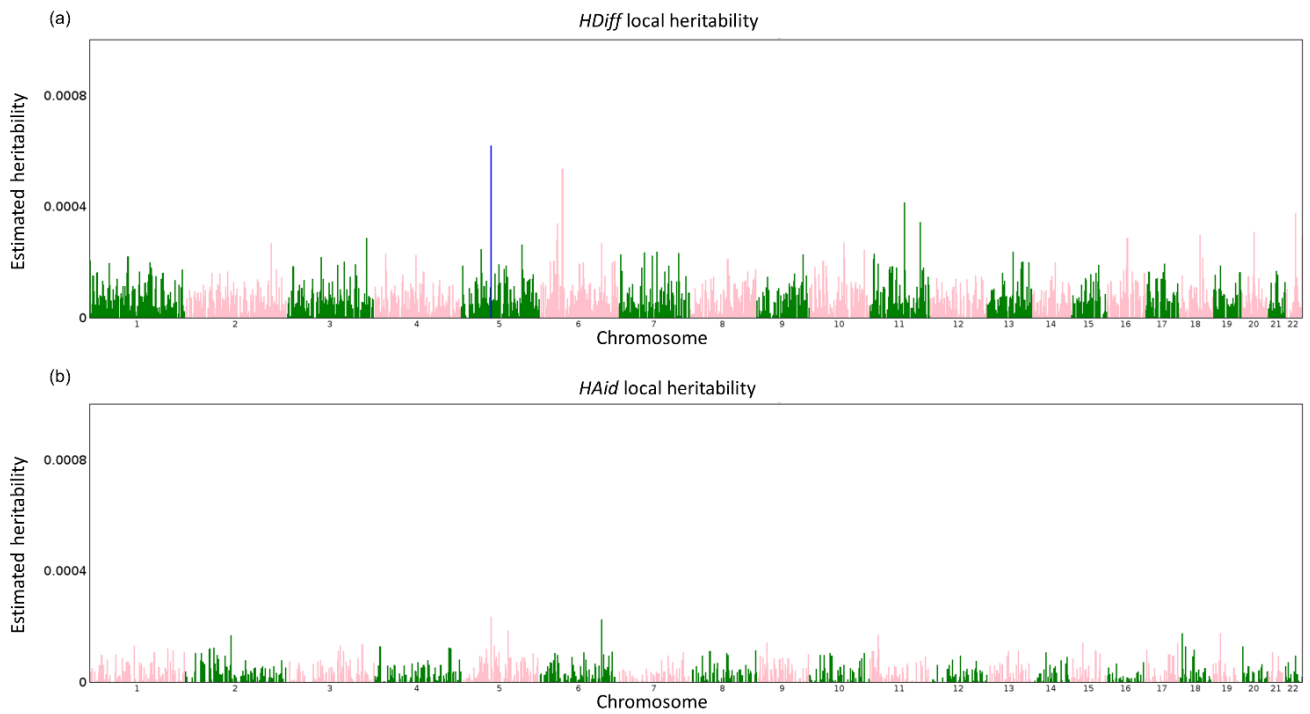 (a)
HDiff local heritability
Estimated heritability
0.0008
0.0004
0
1 2 3 4 5 6 7 8 9 10 11 12 13 14 15 16 17 18 19 20 21 22
Chromosome
(b)
HAid local heritability
Estimated heritability
0.0008
0.0004
0
1 2 3 4 5 6 7 8 9 10 11 12 13 14 15 16 17 18 19 20 21 22
Chromosome